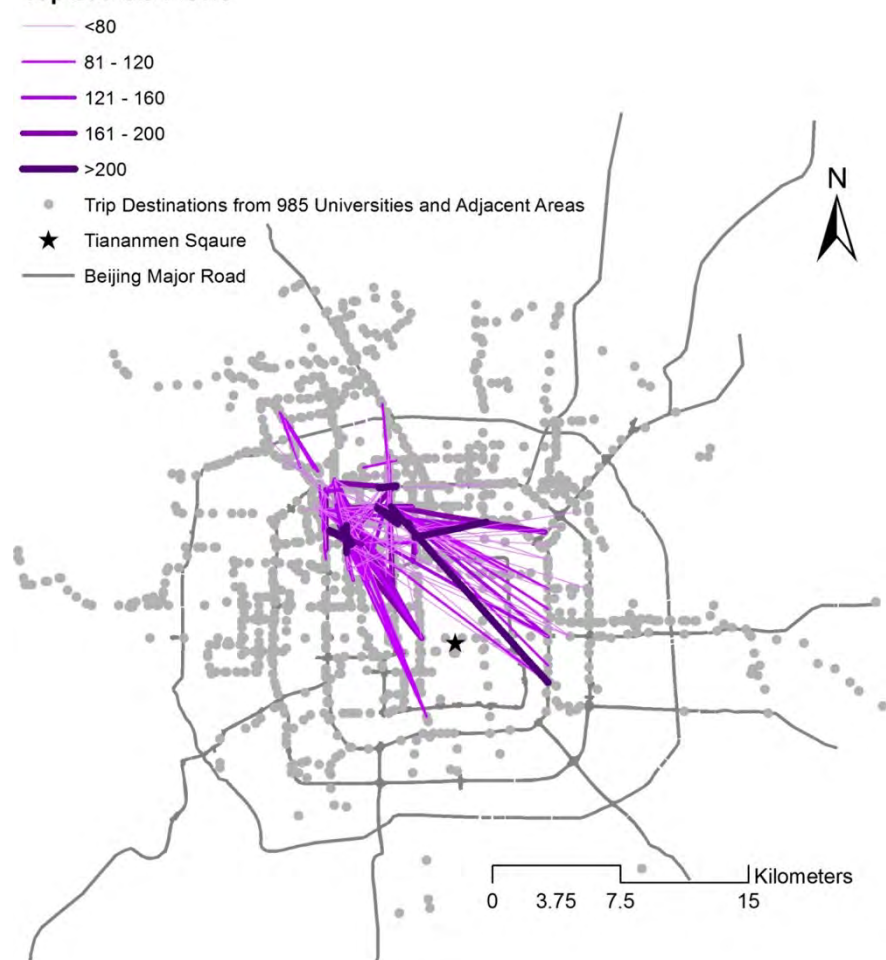 <80
81 - 120
121 - 160
161 - 200
>200
Trip Destinations from 985 Universities and Adjacent Areas
Tiananmen Sqaure
Beijing Major Road
N
Kilometers
0 3.75 7.5 15